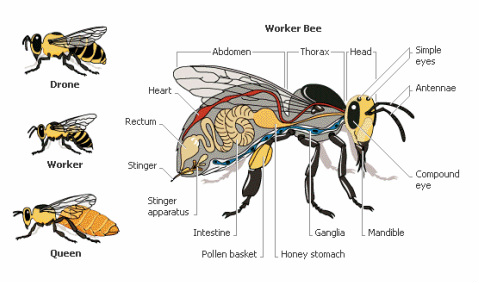 Worker Bee
Abdomen
Thorax
Head
Simple
eyes
Antennae
Heart
Rectum
Stinger
Stinger
apparatus
Intestine
Pollen basket
Honey stomach
Ganglia
Mandible
Compound
eye
Drone
Worker
Queen